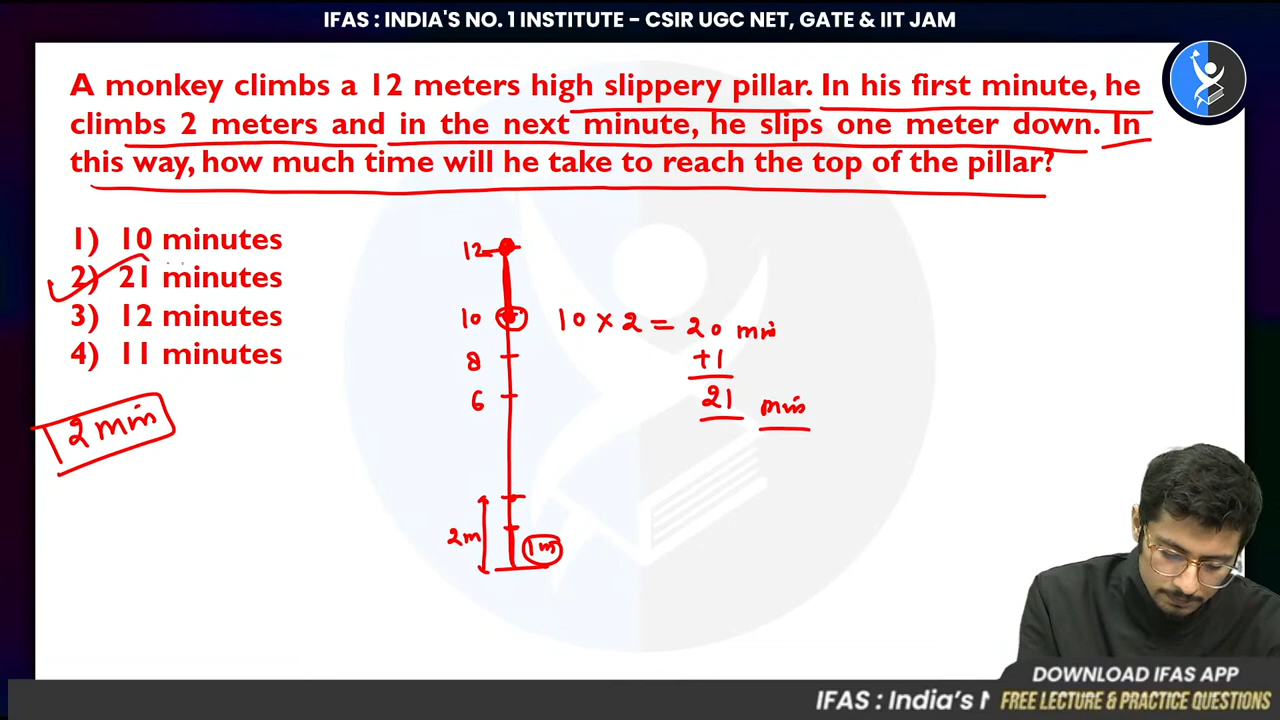 IFAS : INDIA'S NO. 1 INSTITUTE - CSIR UGC NET, GATE & IIT JAM
A monkey climbs a 12 meters high slippery pillar. In his first minute, he
climbs 2 meters and in the next minute, he slips one meter down. In
this way, how much time will he take to reach the top of the pillar?
1) 10 minutes
2) 21 minutes
3) 12 minutes
4) 11 minutes
2 min
12
10
8
6
2m
1m
10 × 2 = 20 min
+1
21 min
DOWNLOAD IFAS APP
IFAS : India's
FREE LECTURE & PRACTICE QUESTIONS